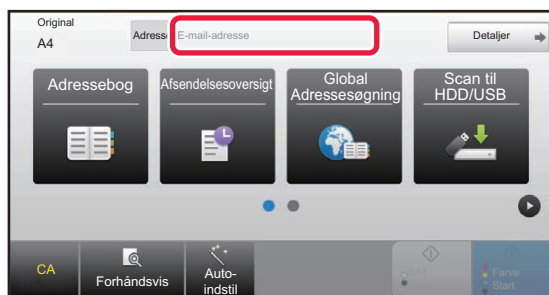 Original
A4
Adresse
E-mail-adresse
Detaljer
Adressebog
Afsendelsesoversigt
Global
Adressesøgning
Scan til
HDD/USB
CA
Forhåndsvis
Auto-
indstil
Farve
Start